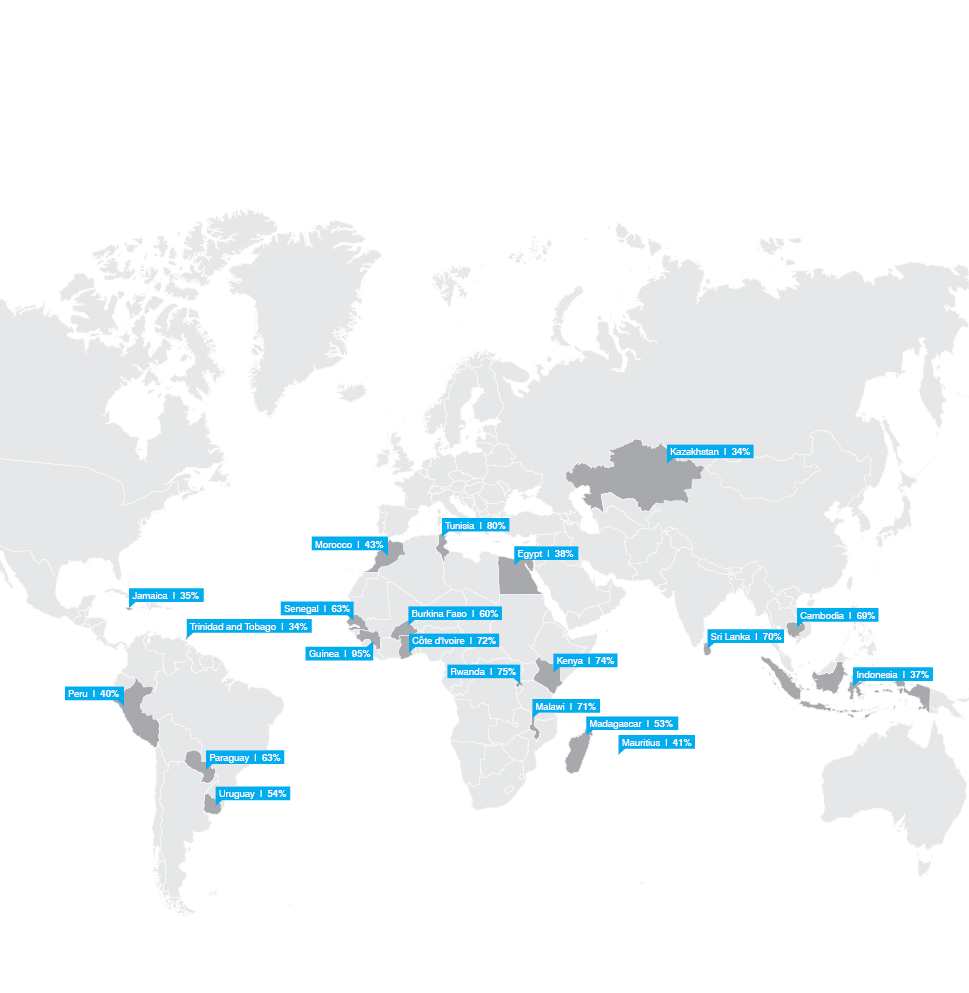 Kazakhstan | 34%
Tunisia | 80%
Morocco | 43%
Egypt | 38%
Jamaica | 35%
Senegal | 63%
Burkina Faso | 60%
Cambodia | 69%
Trinidad and Tobago | 34%
Sri Lanka | 70%
Côte d'Ivoire | 72%
Guinea | 95%
Kenya | 74%
Rwanda | 75%
Indonesia | 37%
Peru | 40%
Malawi | 71%
Madagascar | 53%
Mauritius | 41%
Paraguay | 63%
Uruguay | 54%